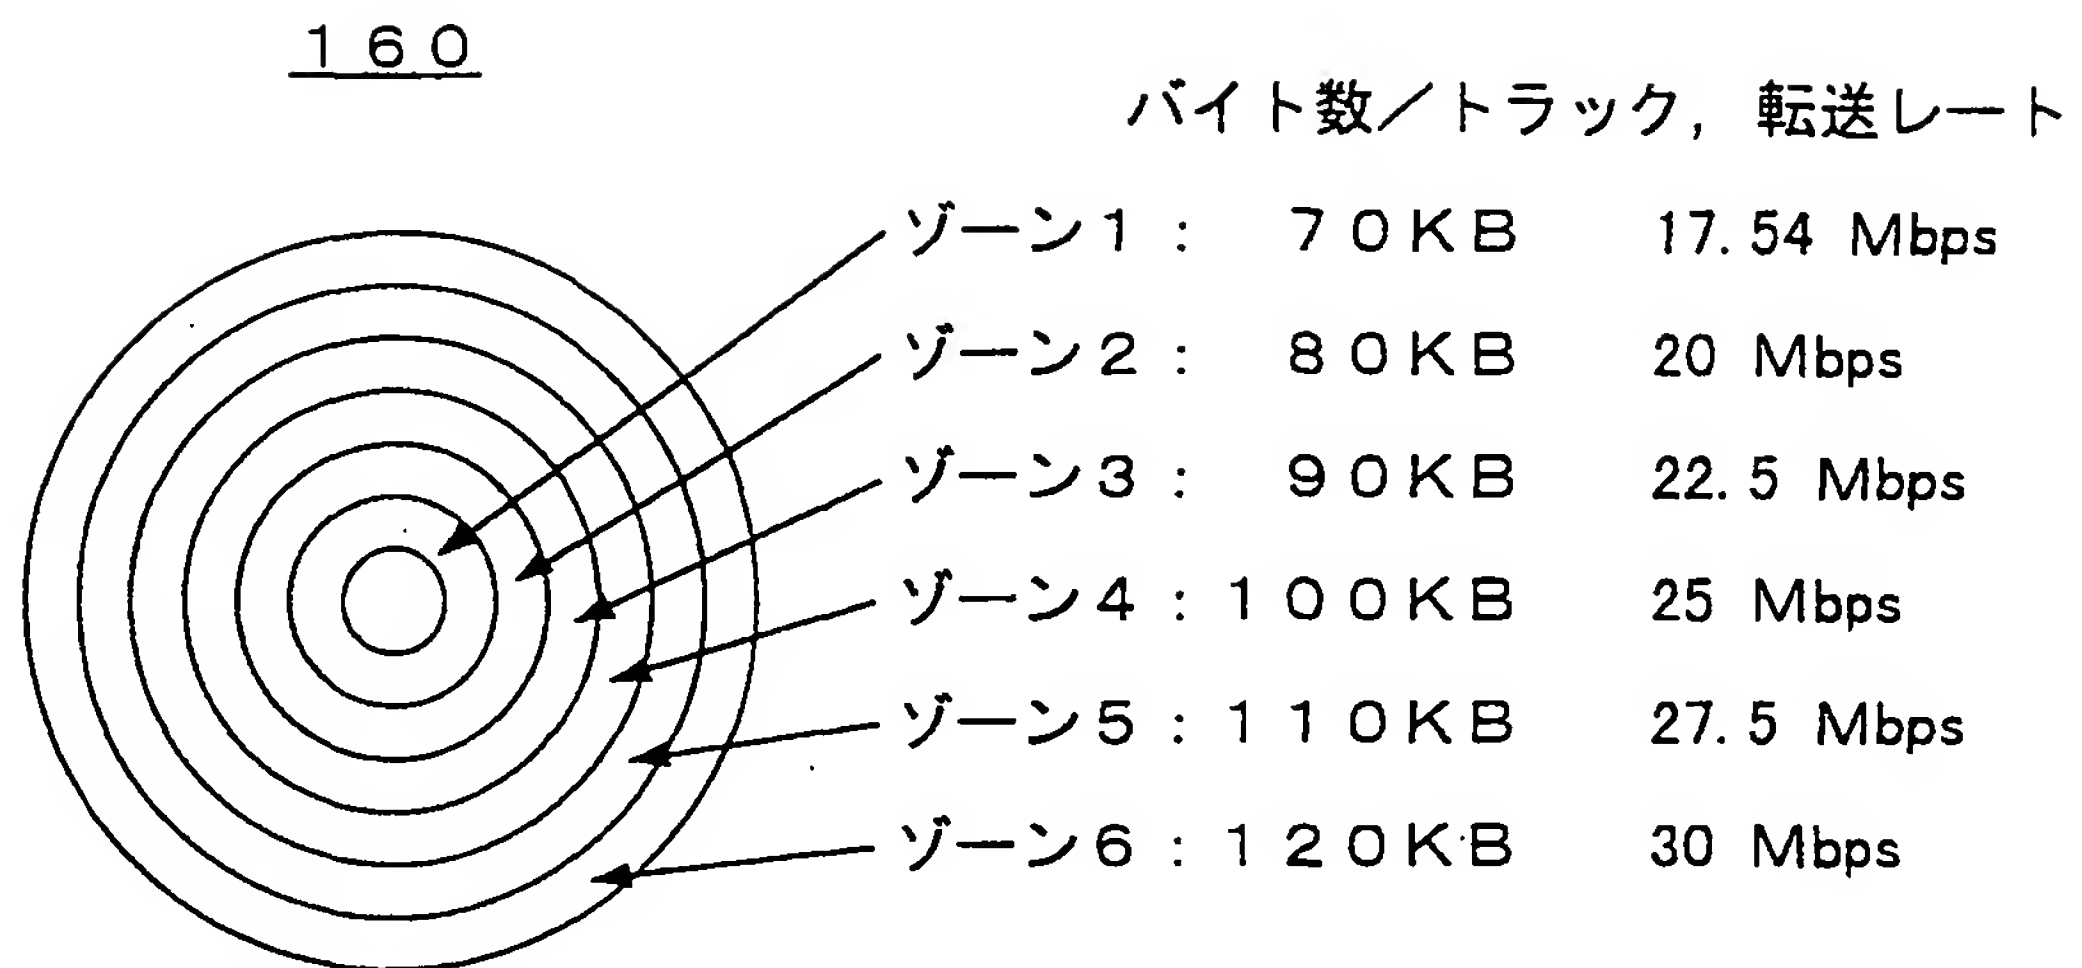 １６０
バイト数／トラック，転送レート
ゾーン１：　７０ＫＢ　17.54 Mbps
ゾーン２：　８０ＫＢ　20 Mbps
ゾーン３：　９０ＫＢ　22.5 Mbps
ゾーン４：１００ＫＢ　25 Mbps
ゾーン５：１１０ＫＢ　27.5 Mbps
ゾーン６：１２０ＫＢ　30 Mbps